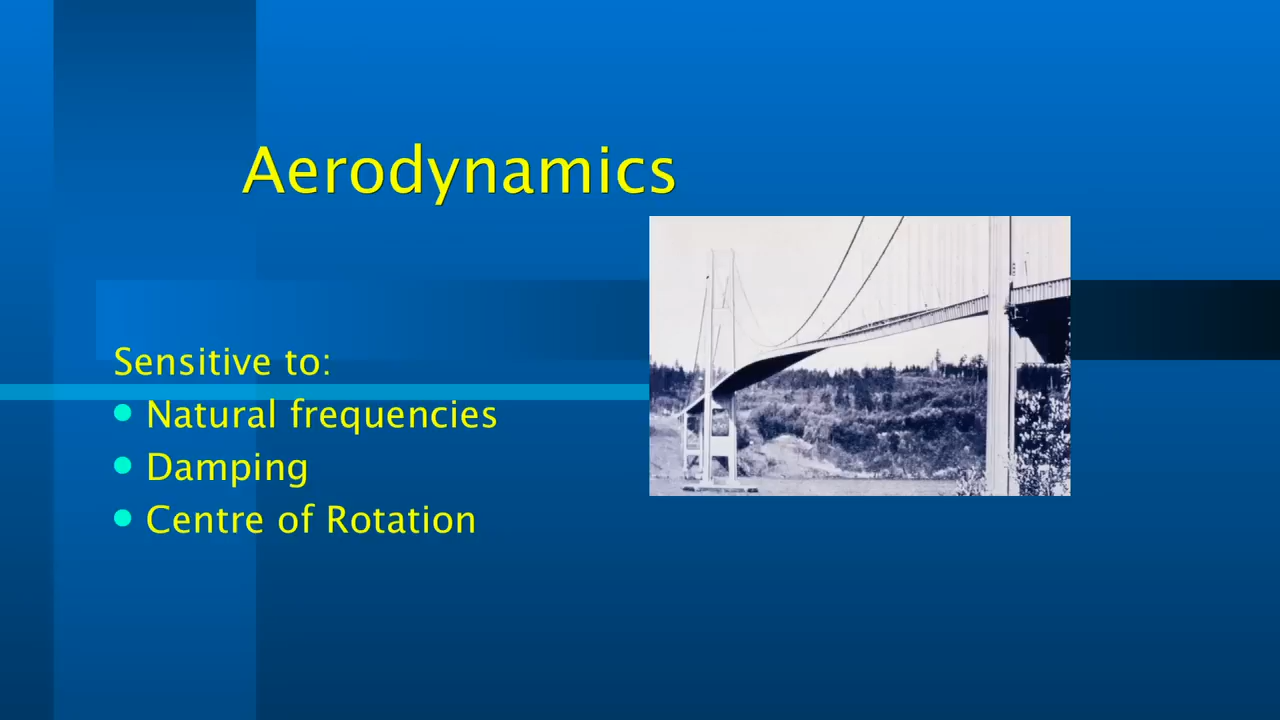 Aerodynamics
Sensitive to:
Natural frequencies
Damping
Centre of Rotation